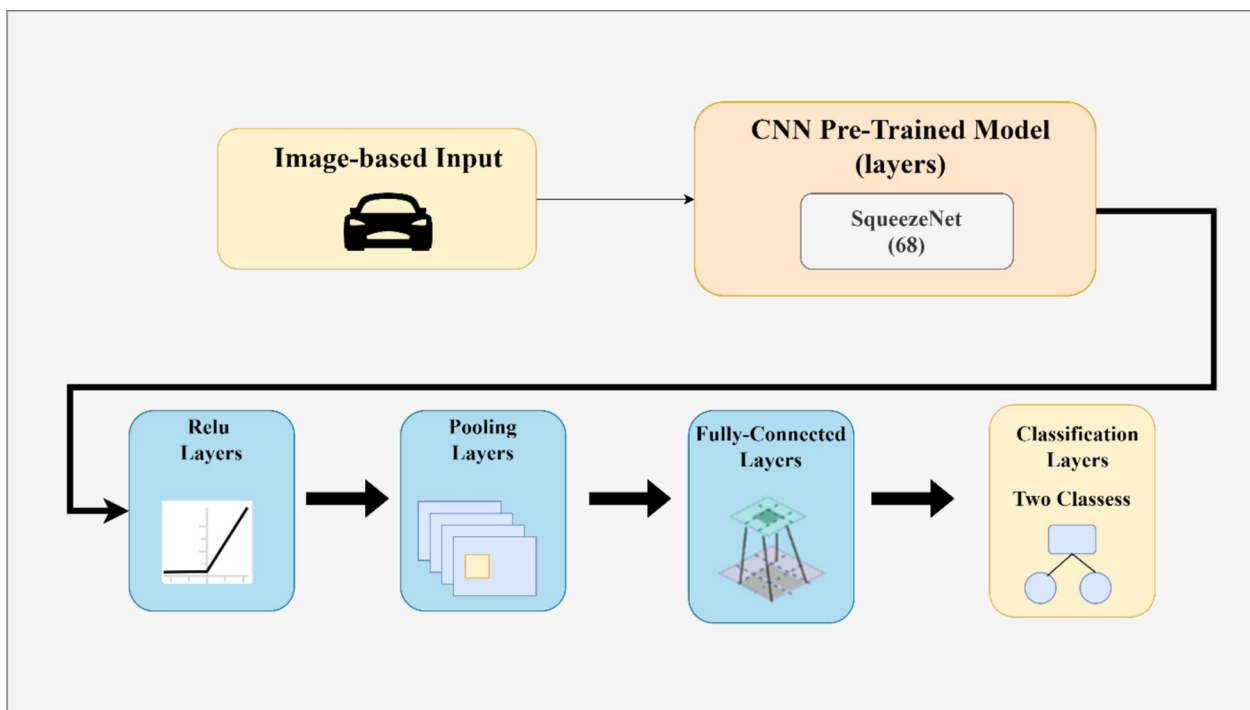 Image-based Input
CNN Pre-Trained Model
(layers)
SqueezeNet
(68)
Relu
Layers
Pooling
Layers
Fully-Connected
Layers
Classification
Layers
Two Classess